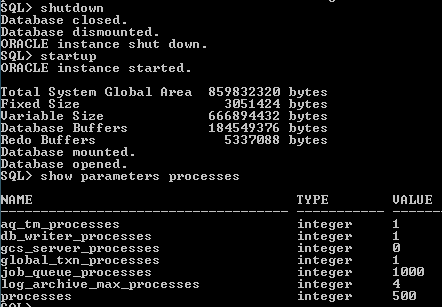 SQL> shutdown
Database closed.
Database dismounted.
ORACLE instance shut down.
SQL> startup
ORACLE instance started.

Total System Global Area  859832320 bytes
Fixed Size                  3051424 bytes
Variable Size             666894432 bytes
Database Buffers          184549376 bytes
Redo Buffers                5337088 bytes
Database mounted.
Database opened.
SQL> show parameters processes

NAME                                 TYPE        VALUE
------------------------------------ ----------- ------
aq_tm_processes                      integer     1
db_writer_processes                  integer     1
gcs_server_processes                 integer     0
global_txn_processes                 integer     1
job_queue_processes                  integer     1000
log_archive_max_processes            integer     4
processes                            integer     500
SQL>